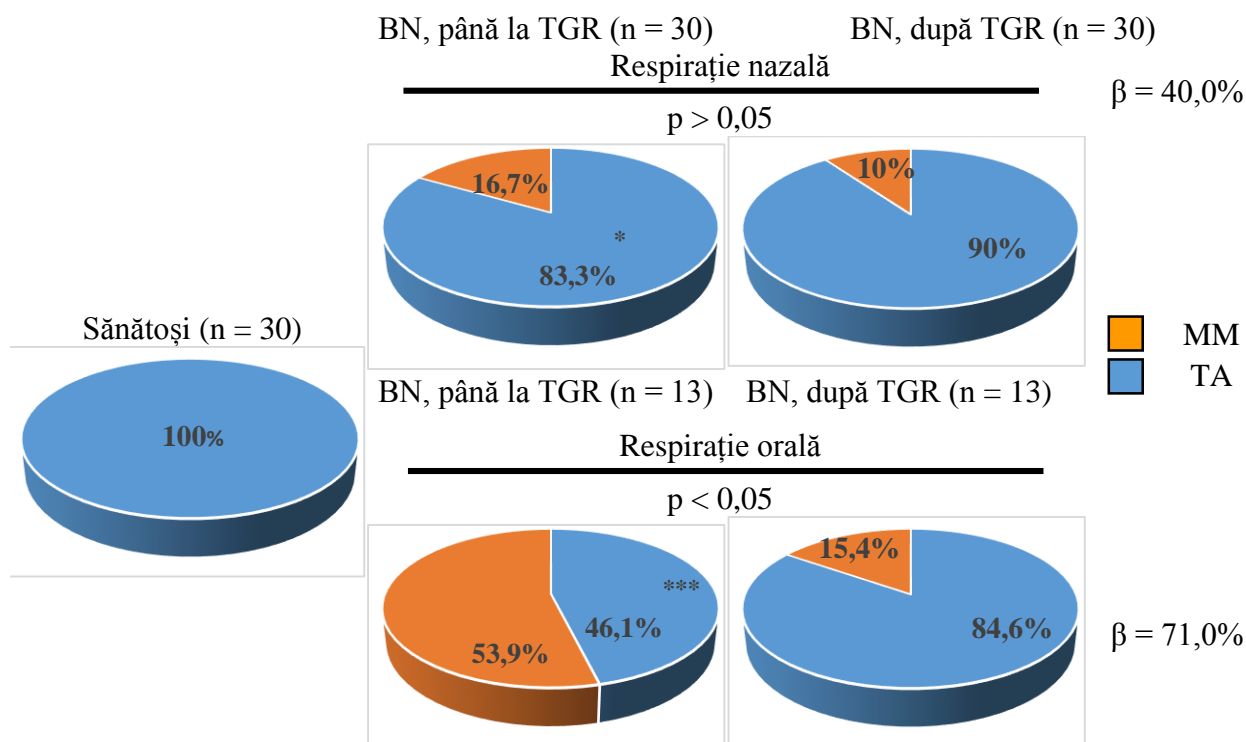 BN, până la TGR (n = 30) BN, după TGR (n = 30)
Respirație nazală
β = 40,0%
p > 0,05
16,7%
*
83,3%
10%
90%
Sănătoși (n = 30)
100%
MM
TA
BN, până la TGR (n = 13) BN, după TGR (n = 13)
Respirație orală
p < 0,05
***
46,1%
53,9%
15,4%
84,6%
β = 71,0%